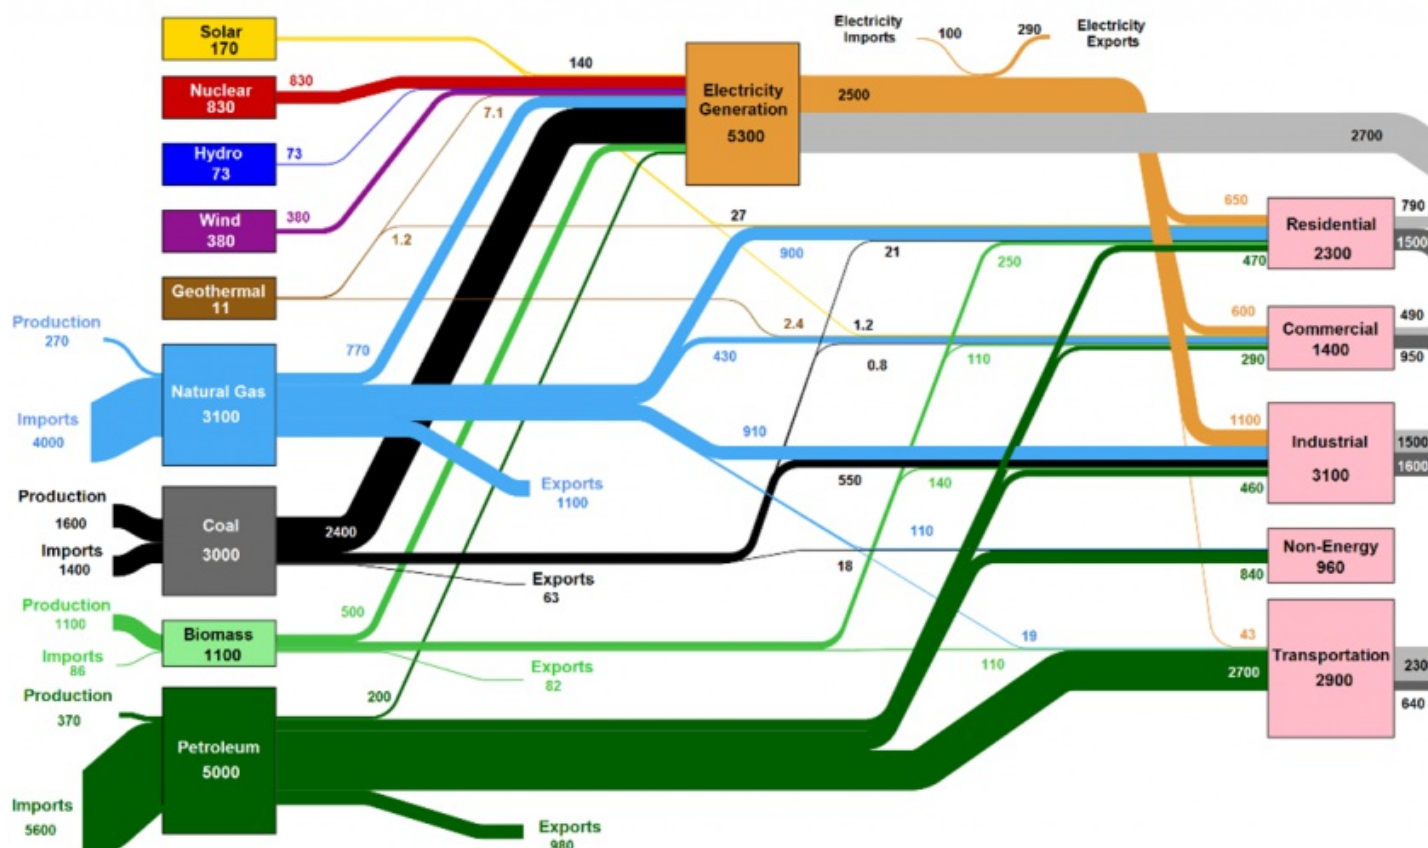 Solar
170
Nuclear
830
830
Hydro
73
73
Wind
380
380
Geothermal
11
1.2
7.1
140
Electricity
Generation
5300
Electricity
Imports
100
290
Electricity
Exports
2500
2700
Production
270
Imports
4000
Natural Gas
3100
770
900
430
910
Exports
1100
Production
1600
Imports
1400
Coal
3000
2400
Exports
63
Production
1100
Imports
86
Biomass
1100
500
Exports
82
Production
370
Imports
5600
Petroleum
5000
200
Exports
980
27
21
250
2.4
1.2
0.8
110
550
140
110
18
19
110
650
470
Residential
2300
790
1500
600
290
Commercial
1400
490
950
1100
460
Industrial
3100
1500
1600
840
Non-Energy
960
43
2700
Transportation
2900
230
640